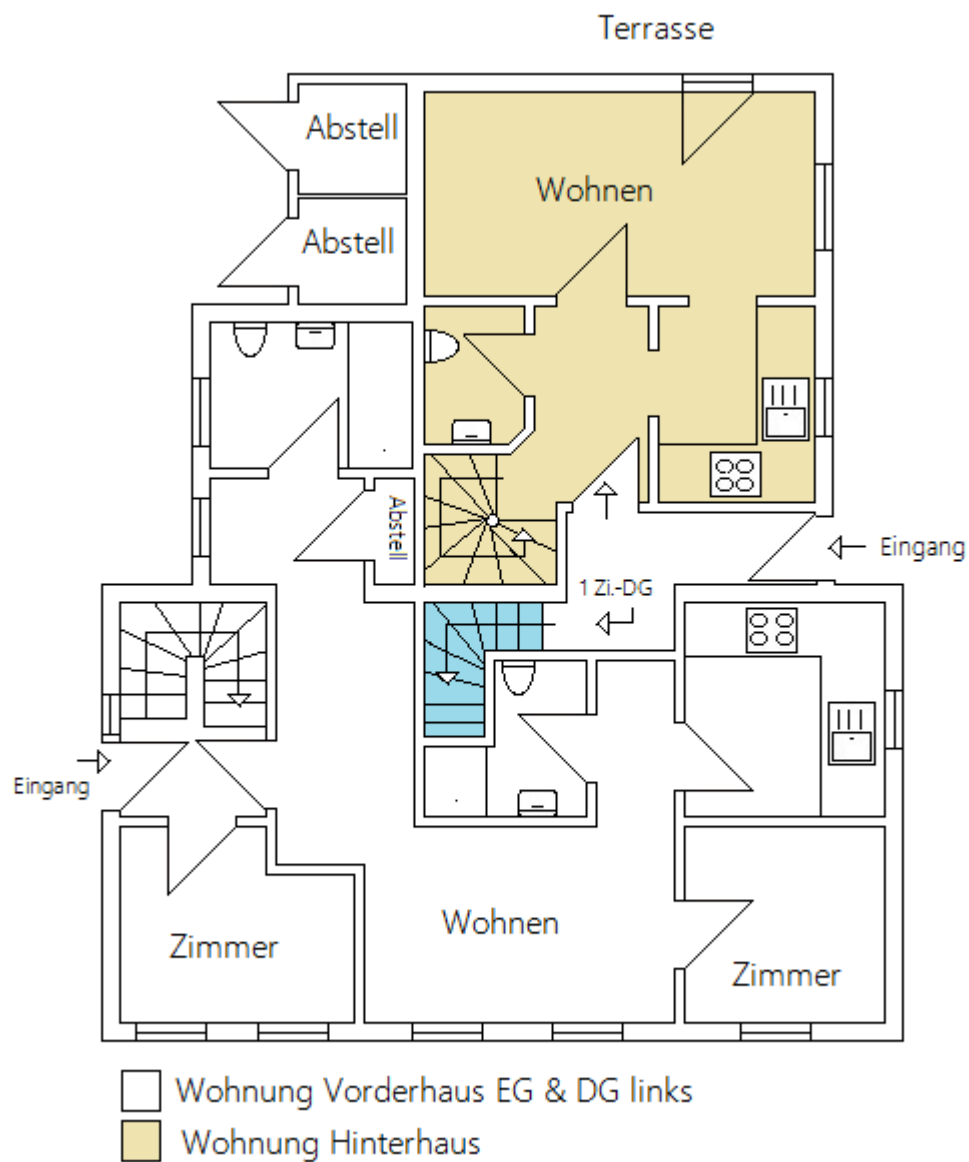 Terrasse
Abstell
Wohnen
Abstell
Abstell
Eingang
1 Zi.-DG
Eingang
Wohnen
Zimmer
Zimmer
Wohnung Vorderhaus EG & DG links
Wohnung Hinterhaus